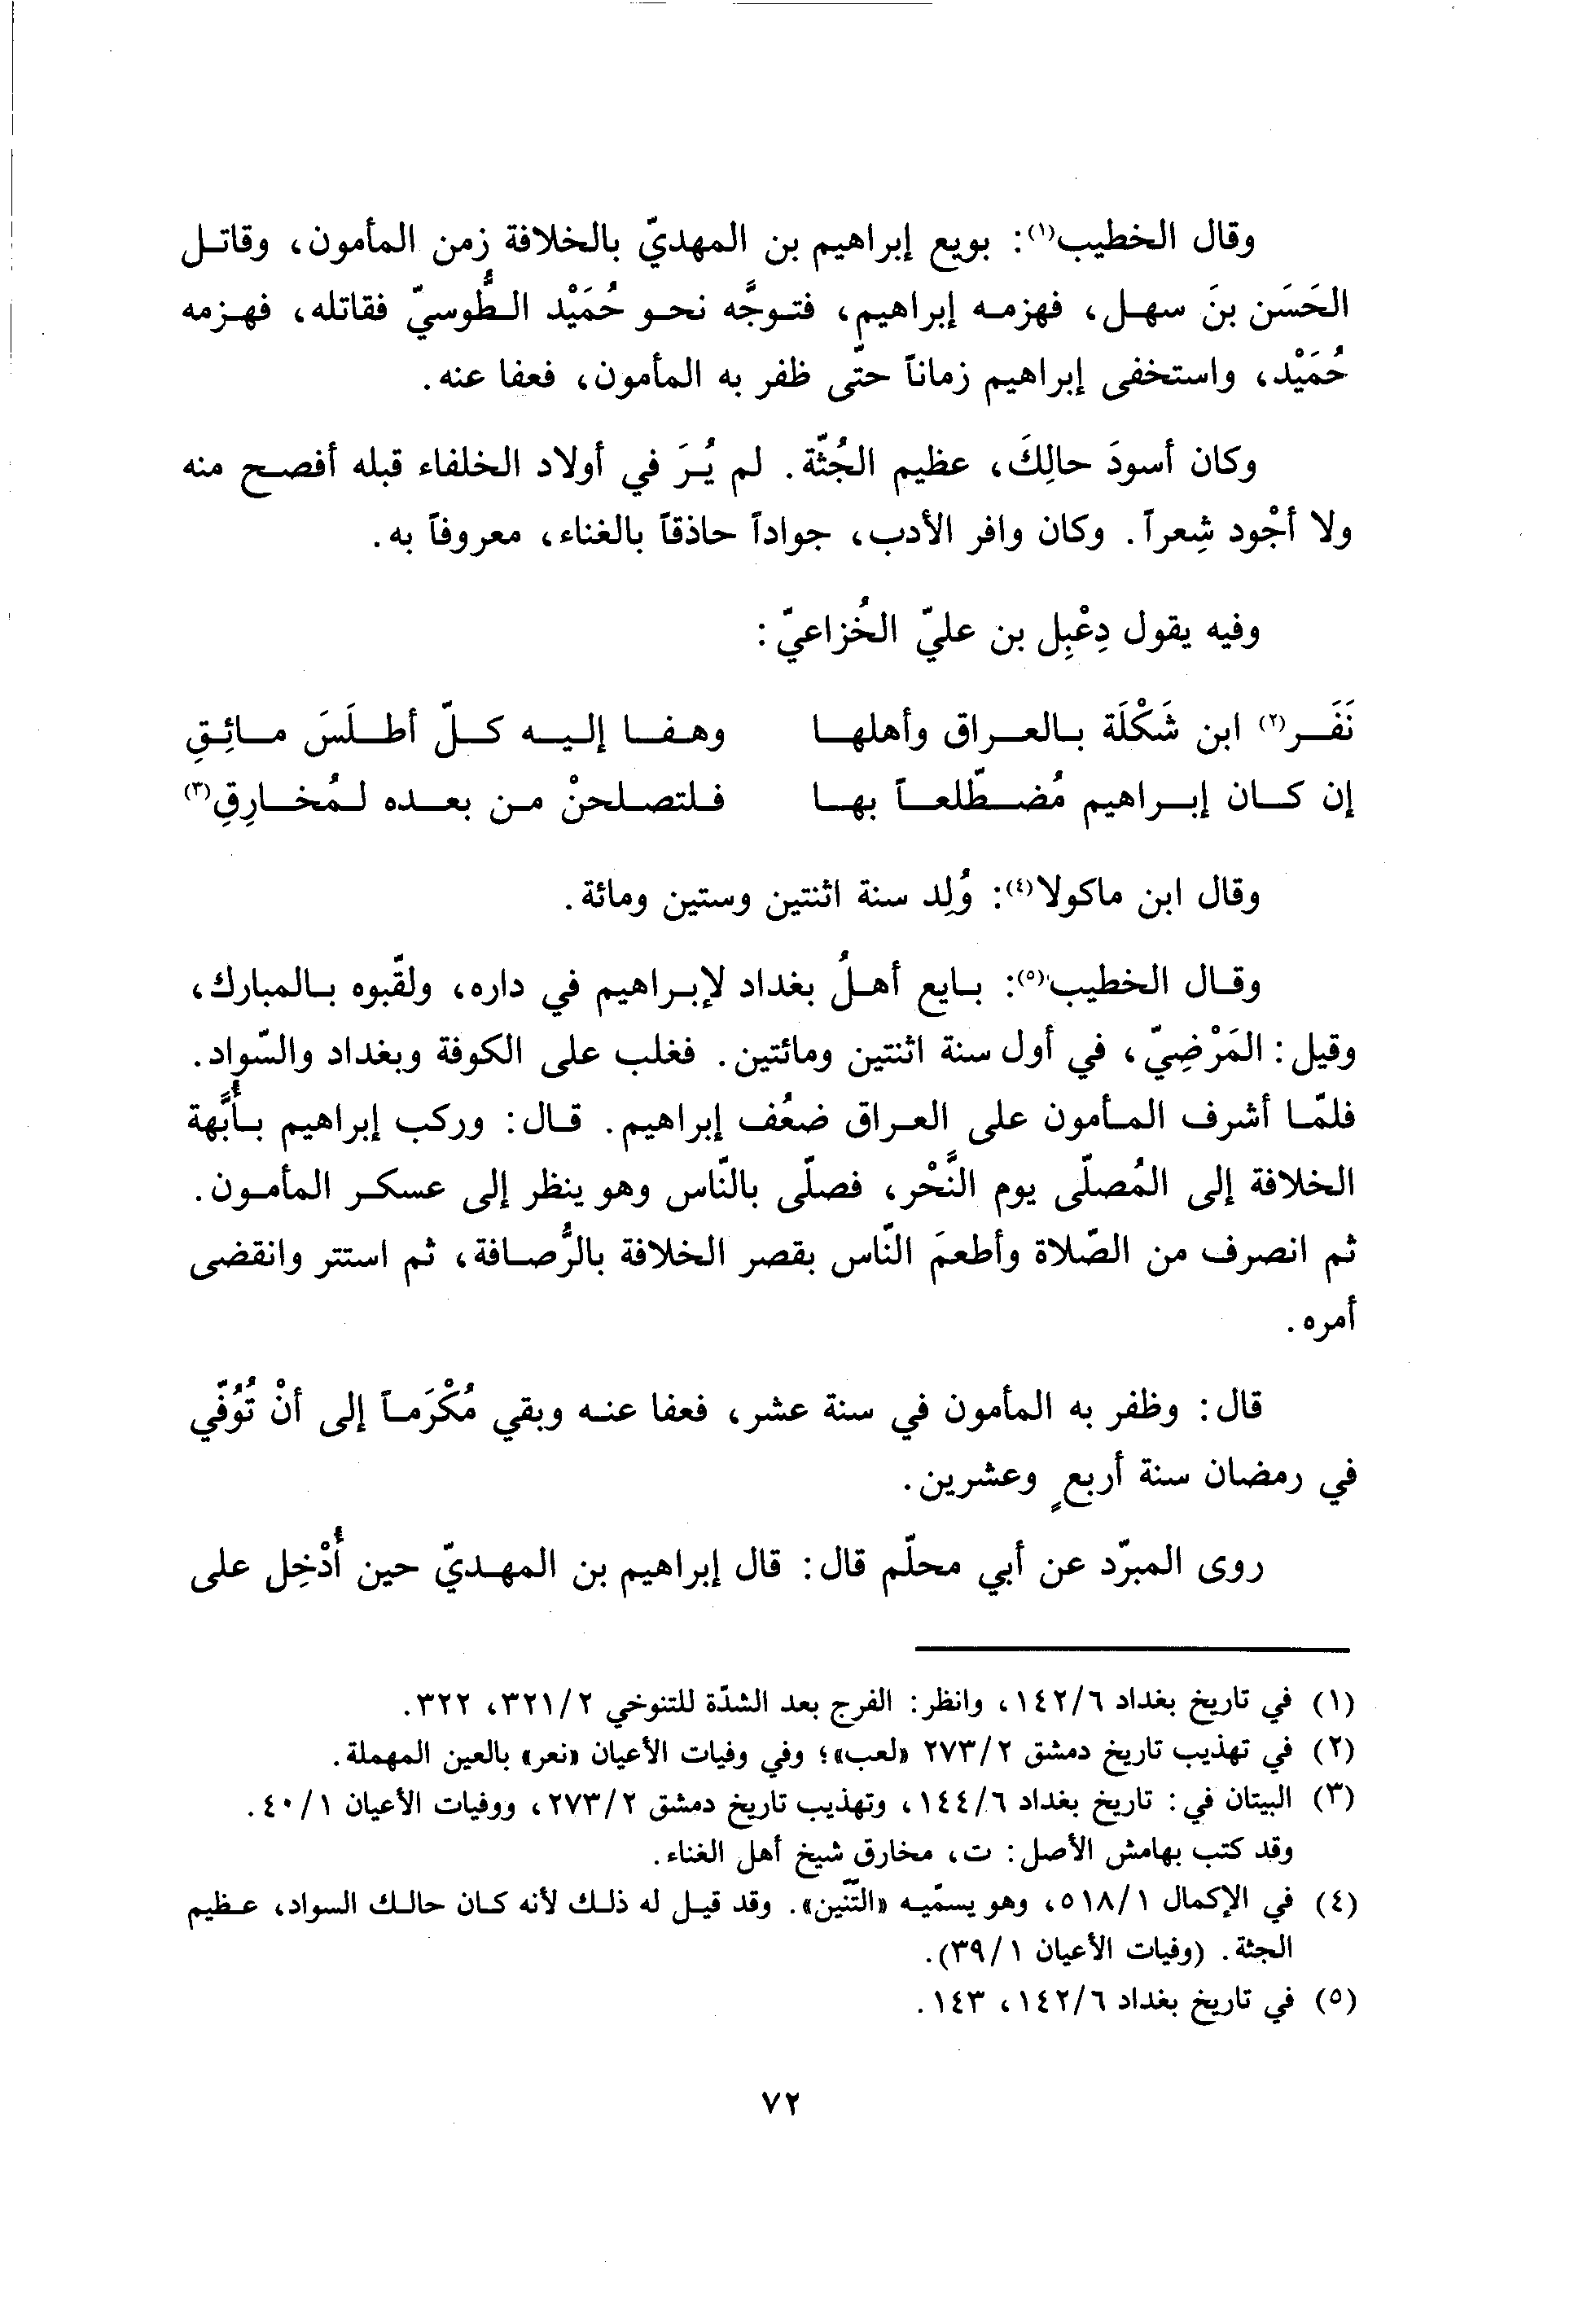 وقال الخطيب(١): بويع إبراهيم بن المهديّ بالخلافة زمن المأمون، وقاتل
الحَسَن بنَ سهل، فهزمه إبراهيم، فتوجَّه نحو حُمَيْد الطُّوسيّ فقاتله، فهزمه
حُمَيْد، واستخفى إبراهيم زماناً حتّى ظفر به المأمون، فعفا عنه.
وكان أسودَ حالِكَ، عظيم الجُثّة. لم يُرَ في أولاد الخلفاء قبله أفصح منه
ولا أجْود شِعراً. وكان وافر الأدب، جواداً حاذقاً بالغناء، معروفاً به.
وفيه يقول دِعْبِل بن عليّ الخُزاعيّ:
نَفَر(٢) ابن شَكْلَة بالعراق وأهلها وهفا إليه كلّ أطلَسَ مائِقِ
إن كان إبراهيم مُضطّلعاً بها فلتصلحنْ من بعده لمُخارِقِ(٣)
وقال ابن ماكولا(٤): وُلِد سنة اثنتين وستين ومائة.
وقال الخطيب(٥): بايع أهلُ بغداد لإبراهيم في داره، ولقّبوه بالمبارك،
وقيل: المَرْضِيّ، في أول سنة اثنتين ومائتين. فغلب على الكوفة وبغداد والسّواد.
فلمّا أشرف المأمون على العراق ضعُف إبراهيم. قال: وركب إبراهيم بأُبَّهة
الخلافة إلى المُصلّى يوم النَّحْر، فصلّى بالنّاس وهو ينظر إلى عسكر المأمون.
ثم انصرف من الصّلاة وأطعمَ النّاس بقصر الخلافة بالرُّصافة، ثم استتر وانقضى
أمره.
قال: وظفر به المأمون في سنة عشر، فعفا عنه وبقي مُكْرَماً إلى أنْ تُوُفّي
في رمضان سنة أربعٍ وعشرين.
روى المبرّد عن أبي محلّم قال: قال إبراهيم بن المهديّ حين أُدْخِل على
(١) في تاريخ بغداد ١٤٢/٦، وانظر: الفرج بعد الشدّة للتنوخي ٣٢١/٢، ٣٢٢.
(٢) في تهذيب تاريخ دمشق ٢٧٣/٢ «لعب»؛ وفي وفيات الأعيان «نعر» بالعين المهملة.
(٣) البيتان في: تاريخ بغداد ١٤٤/٦، وتهذيب تاريخ دمشق ٢٧٣/٢، ووفيات الأعيان ٤٠/١.
وقد كتب بهامش الأصل: ت، مخارق شيخ أهل الغناء.
(٤) في الإكمال ٥١٨/١، وهو يسمّيه «التّنّين». وقد قيل له ذلك لأنه كان حالك السواد، عظيم
الجثة. (وفيات الأعيان ٣٩/١).
(٥) في تاريخ بغداد ١٤٢/٦، ١٤٣.
٧٢